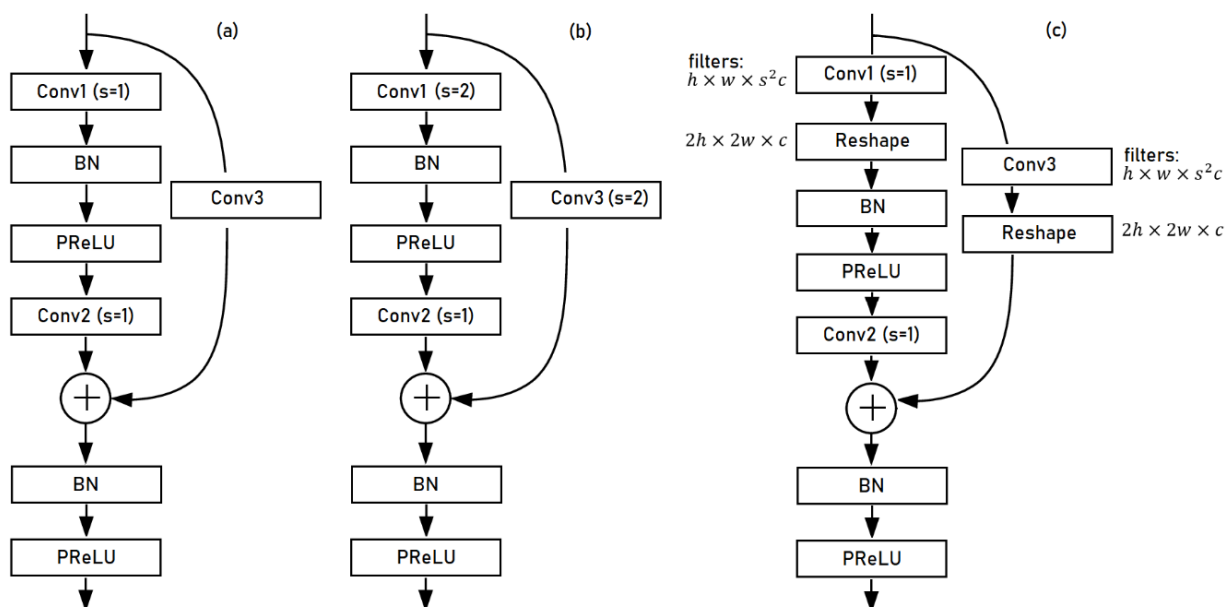 (a)
Conv1 (s=1)
BN
Conv3
PReLU
Conv2 (s=1)
+
BN
PReLU
(b)
Conv1 (s=2)
BN
Conv3 (s=2)
PReLU
Conv2 (s=1)
+
BN
PReLU
(c)
filters:
h × w × s²c
Conv1 (s=1)
2h × 2w × c
Reshape
Conv3
filters:
h × w × s²c
BN
Reshape
2h × 2w × c
PReLU
Conv2 (s=1)
+
BN
PReLU